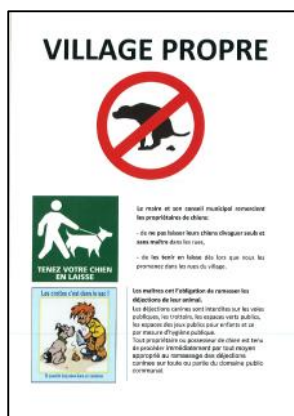 VILLAGE PROPRE
Le maire et son conseil municipal remercient
les propriétaires de chiens:
- de ne pas laisser leurs chiens divaguer seuls et
sans maître dans les rues,
- de les tenir en laisse dès lors que vous les
promenez dans les rues du village.
TENEZ VOTRE CHIEN
EN LAISSE
Les crottes c'est dans le sac !
Les maîtres ont l'obligation de ramasser les
déjections de leur animal.
Les déjections canines sont interdites sur les voies
publiques, les trottoirs, les espaces verts publics,
les espaces des jeux publics pour enfants et ce
par mesure d'hygiène publique.
Tout propriétaire ou possesseur de chien est tenu
de procéder immédiatement par tout moyen
approprié au ramassage des déjections
canines sur toute ou partie du domaine public
communal.